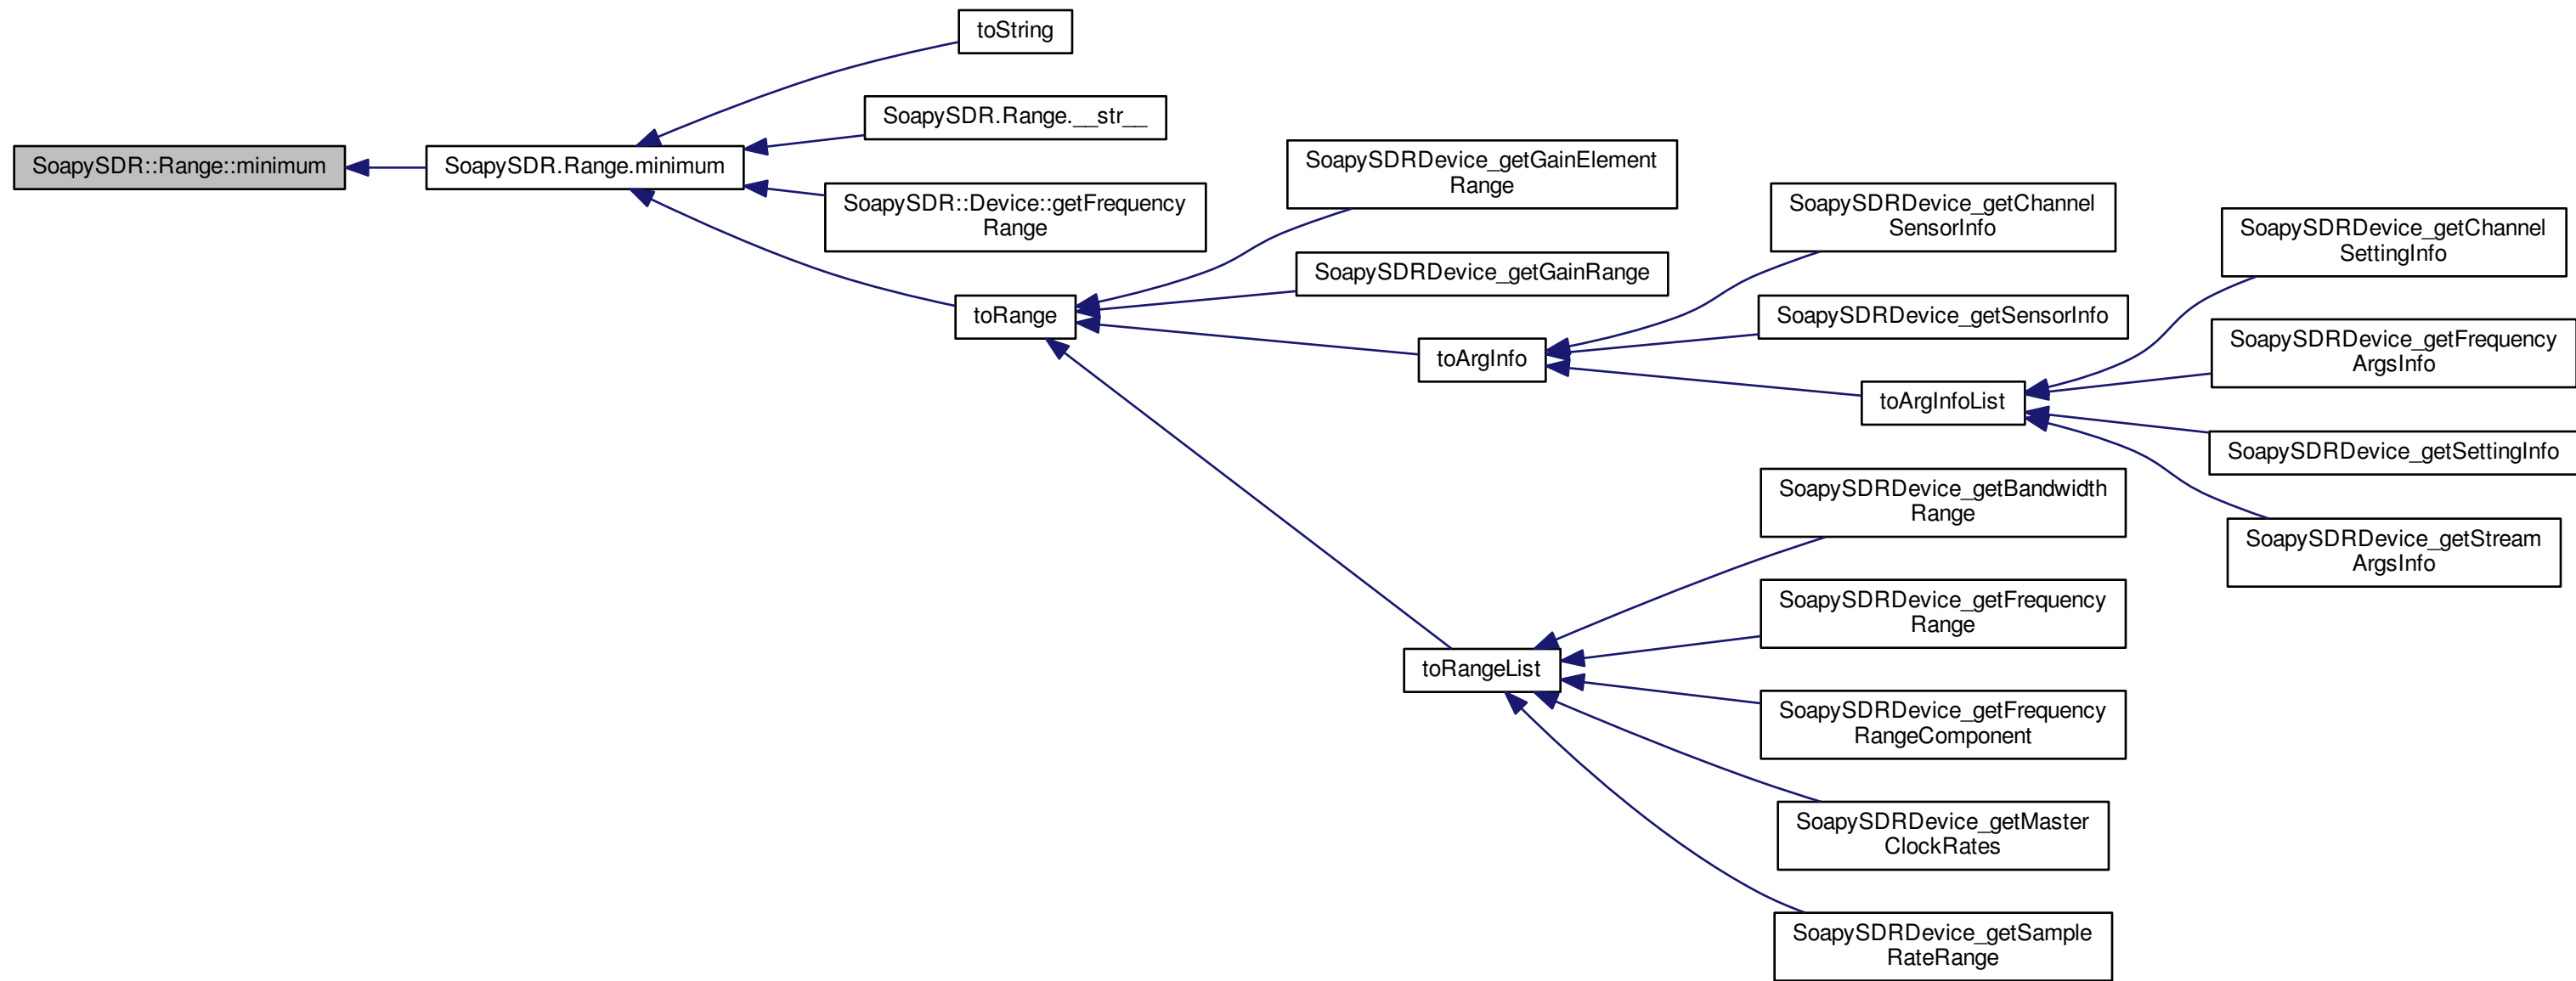 toString
SoapySDR.Range.__str__
SoapySDR::Range::minimum
SoapySDR.Range.minimum
SoapySDR::Device::getFrequency
Range
SoapySDRDevice_getGainElement
Range
SoapySDRDevice_getGainRange
toRange
SoapySDRDevice_getChannel
SensorInfo
SoapySDRDevice_getSensorInfo
toArgInfo
toArgInfoList
SoapySDRDevice_getChannel
SettingInfo
SoapySDRDevice_getFrequency
ArgsInfo
SoapySDRDevice_getSettingInfo
SoapySDRDevice_getStream
ArgsInfo
SoapySDRDevice_getBandwidth
Range
SoapySDRDevice_getFrequency
Range
toRangeList
SoapySDRDevice_getFrequency
RangeComponent
SoapySDRDevice_getMaster
ClockRates
SoapySDRDevice_getSample
RateRange